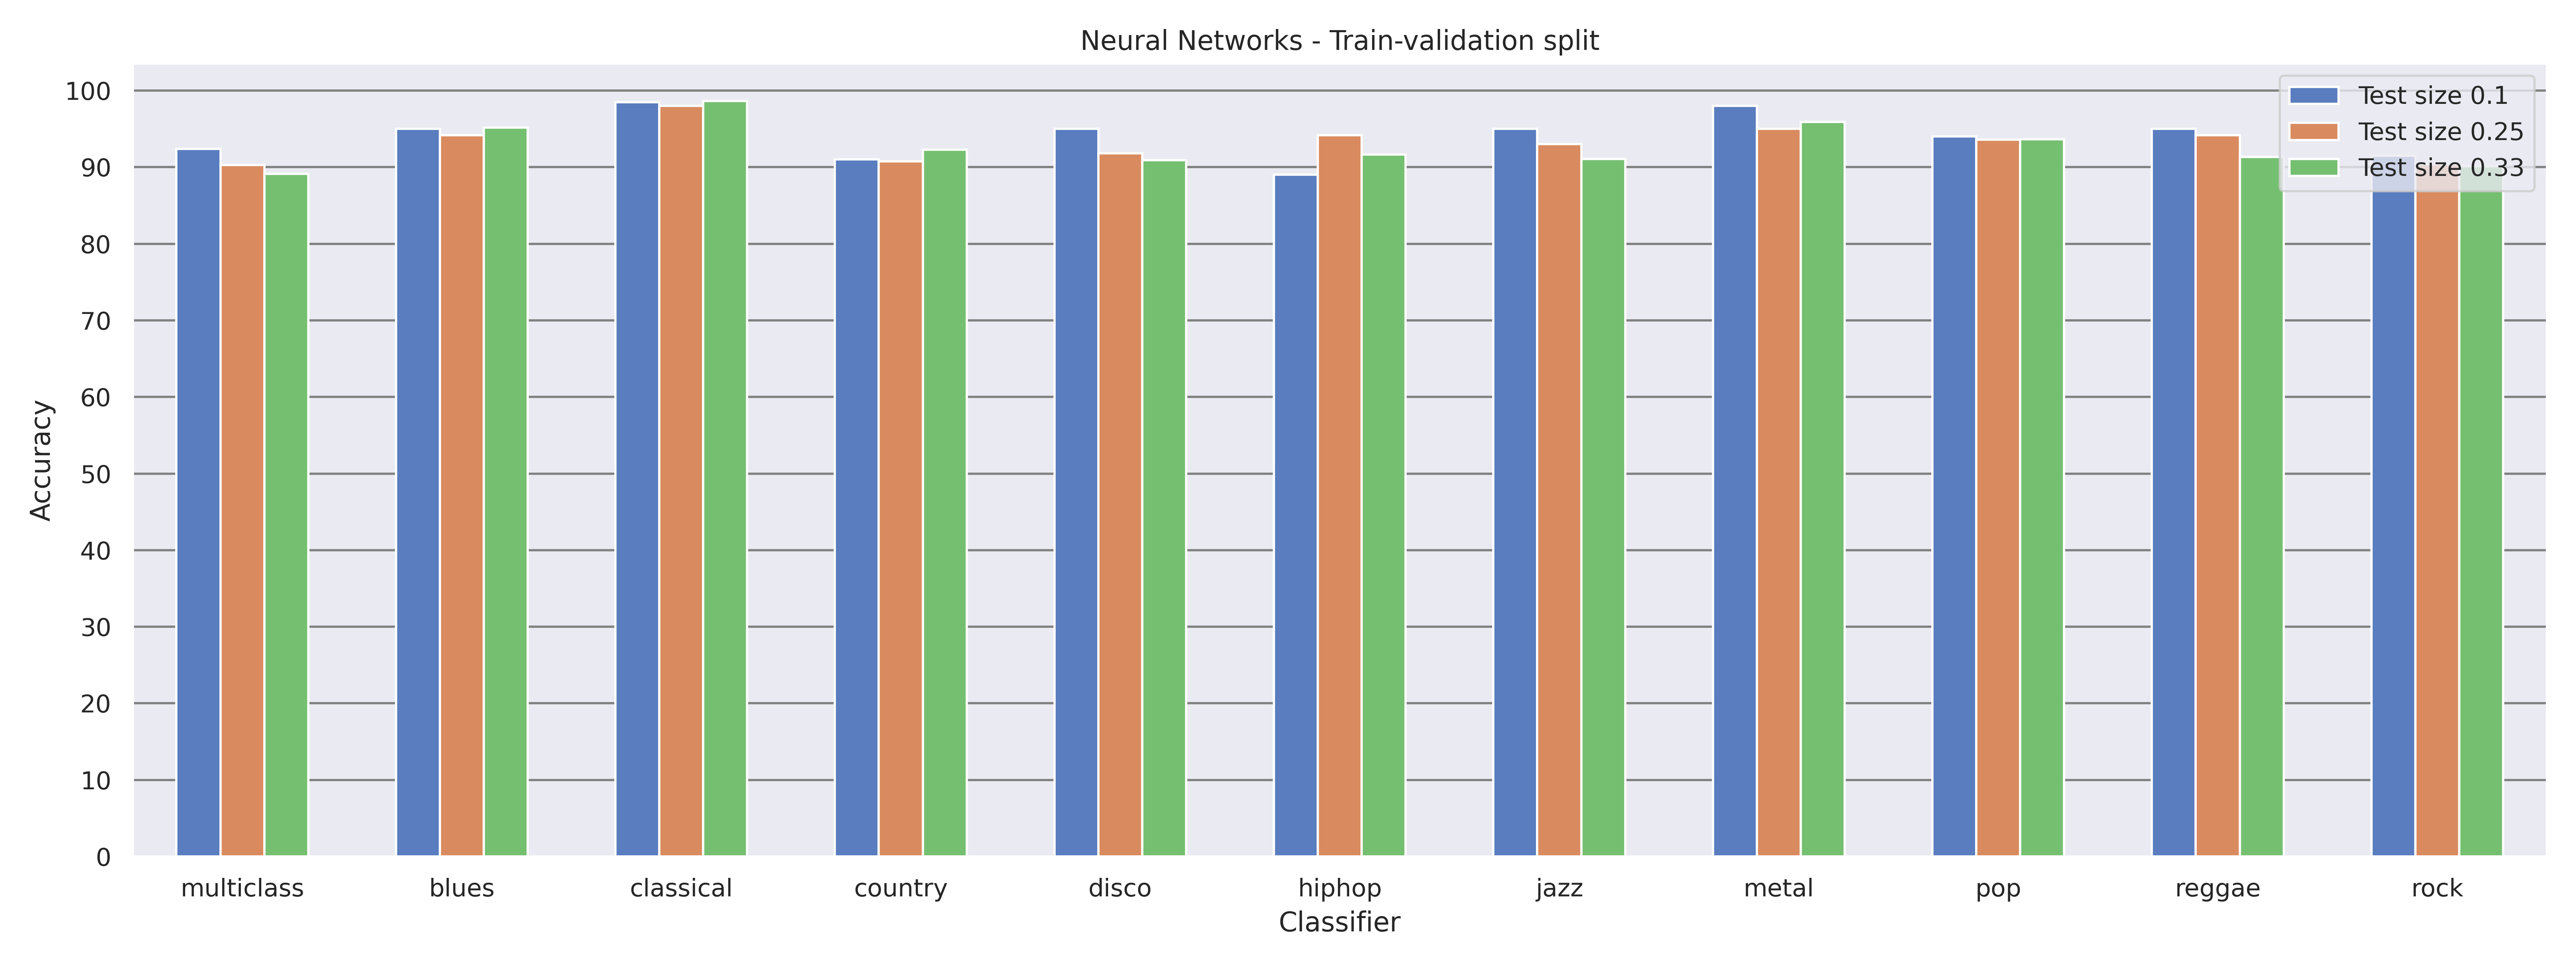 Neural Networks - Train-validation split
Test size 0.1
Test size 0.25
Test size 0.33
100
90
80
70
60
50
40
30
20
10
0
Accuracy
multiclass blues classical country disco hiphop jazz metal pop reggae rock
Classifier